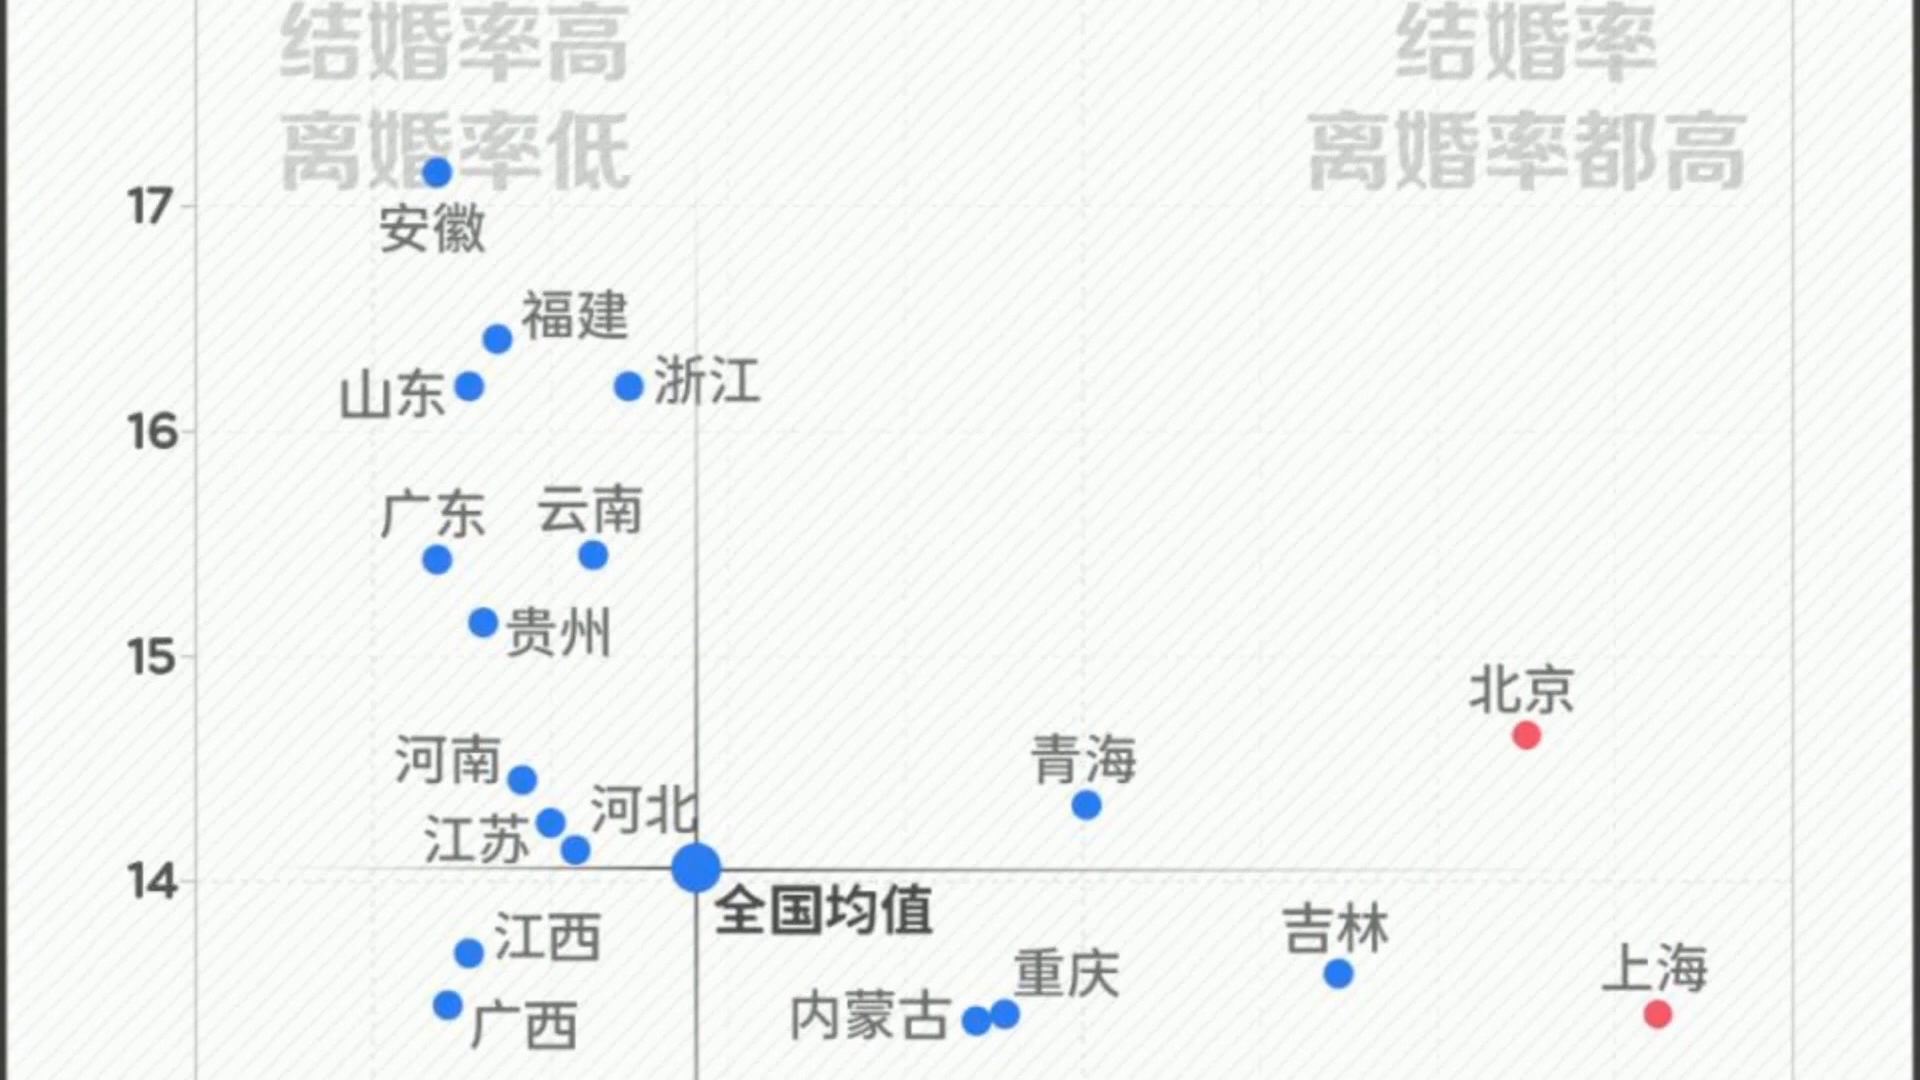 结婚率高
离婚率低
结婚率
离婚率都高
17
安徽
福建
山东
浙江
16
广东
云南
贵州
15
北京
河南
青海
河北
江苏
14
全国均值
江西
吉林
上海
重庆
内蒙古
广西